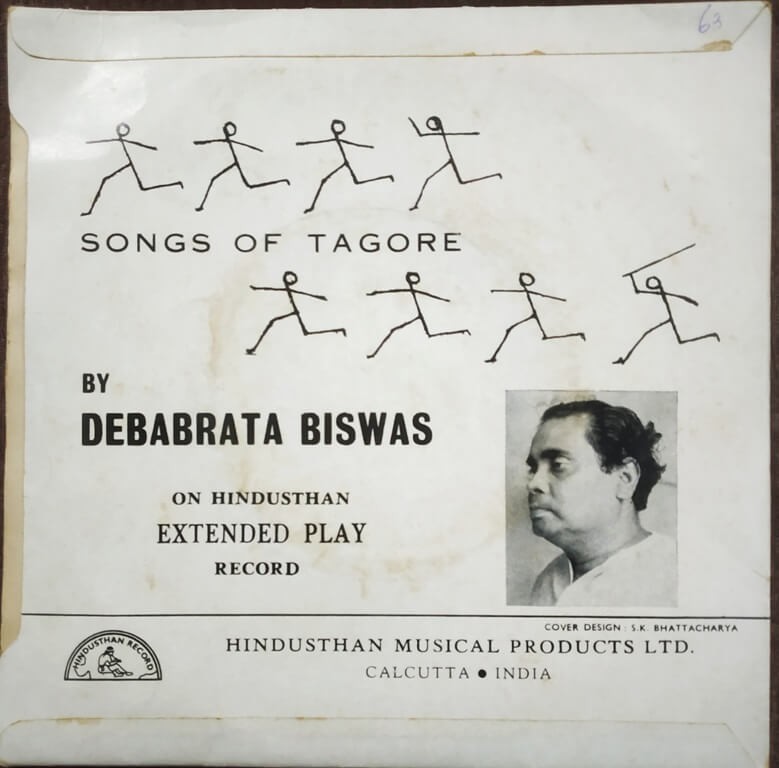 63
SONGS OF TAGORE
BY
DEBABRATA BISWAS
ON HINDUSTHAN
EXTENDED PLAY
RECORD
COVER DESIGN : S.K. BHATTACHARYA
HINDUSTHAN RECORD
HINDUSTHAN MUSICAL PRODUCTS LTD.
CALCUTTA ● INDIA